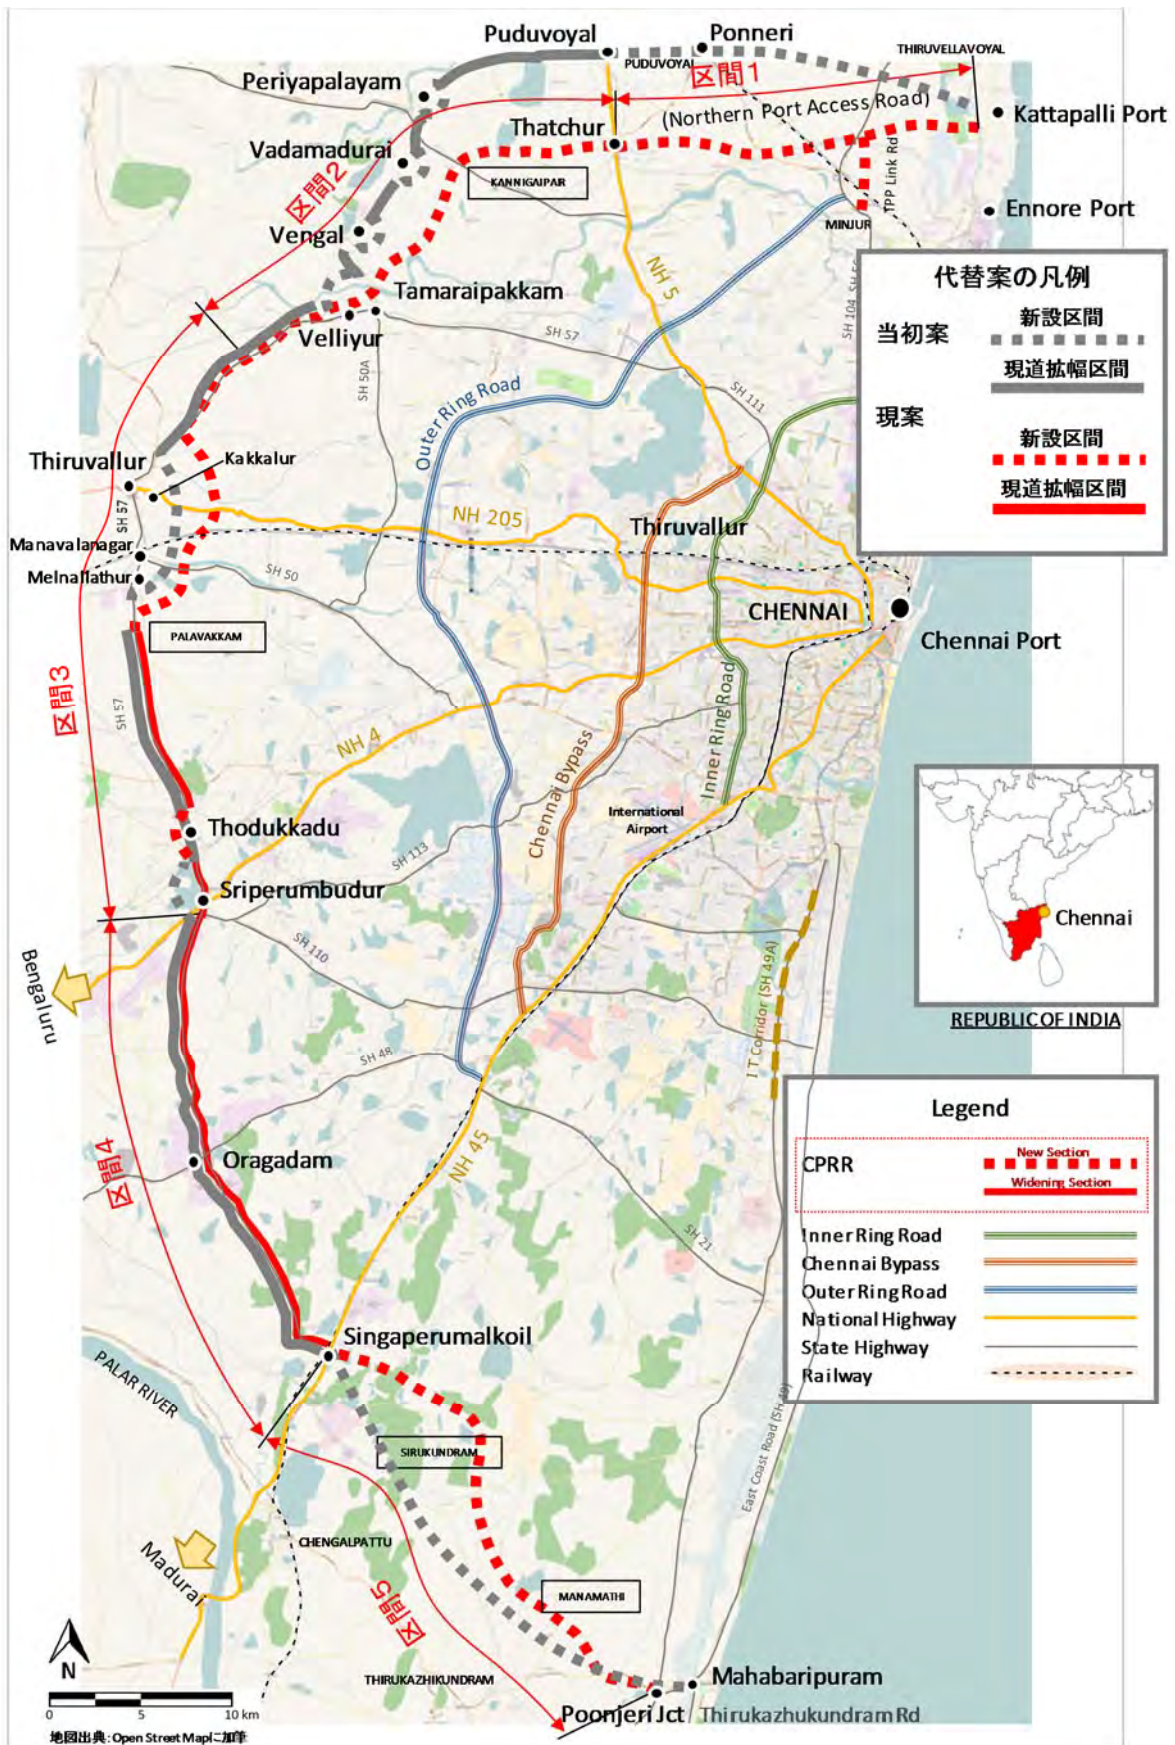 Puduvoyal
Ponneri
PUDUVOYAL
THIRUVELLAVOYAL
区間1
Periyapalayam
(Northern Port Access Road)
Kattapalli Port
Thatchur
Vadamadurai
区間2
KANNIGAIPAIR
TPP Link Rd
Ennore Port
MINJUR
Vengal
NH 5
Tamaraipakkam
Velliyur
SH 57
SH 104
SH 50A
SH 111
Outer Ring Road
代替案の凡例
当初案
新設区間
現道拡幅区間
現案
新設区間
現道拡幅区間
Thiruvallur
Kakkalur
SH 57
NH 205
Thiruvallur
Manavalanagar
Melnallathur
SH 50
CHENNAI
Chennai Port
PALAVAKKAM
区間3
SH 57
NH 4
Inner Ring Road
Chennai Bypass
International
Airport
Thodukkadu
SH 113
Sriperumbudur
Chennai
REPUBLIC OF INDIA
Bengaluru
SH 110
IT Corridor (SH 49A)
SH 48
区間4
Oragadam
NH 45
SH 21
Legend
CPRR
New Section
Widening Section
Inner Ring Road
Chennai Bypass
Outer Ring Road
National Highway
State Highway
Railway
Singaperumalkoil
PALAR RIVER
East Coast Road (SH 49)
SIRUKUNDRAM
CHENGALPATTU
Madurai
区間5
MANAMATHI
THIRUKAZHIKUNDRAM
Mahabaripuram
Poonjeri Jct
Thirukazhukundram Rd
N
0 5 10 km
地図出典:Open Street Mapに加筆